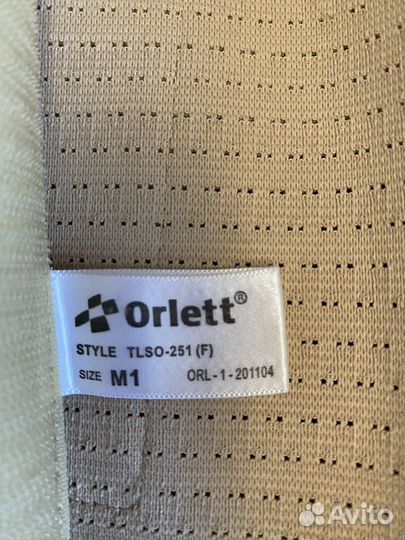 Orlett®
STYLE TLSO-251 (F)
SIZE M1 ORL-1-201104
Avito